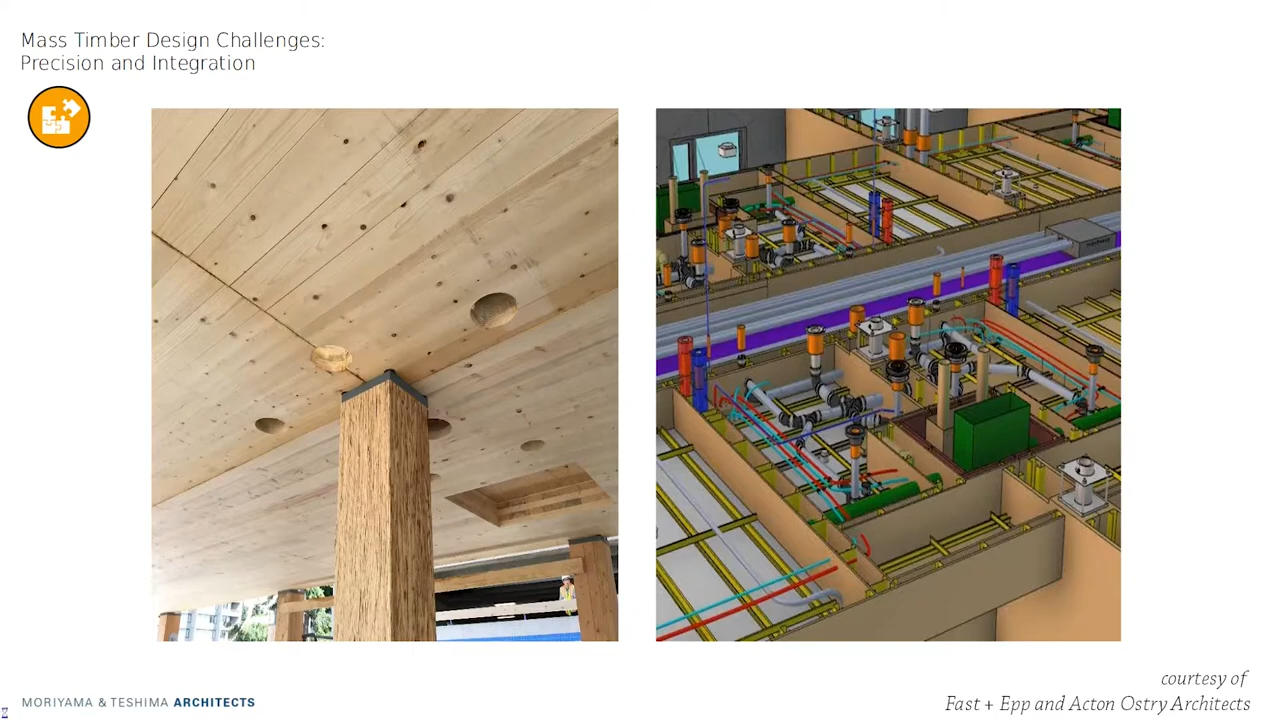 Mass Timber Design Challenges:
Precision and Integration
MORIYAMA & TESHIMA ARCHITECTS
courtesy of
Fast + Epp and Acton Ostry Architects